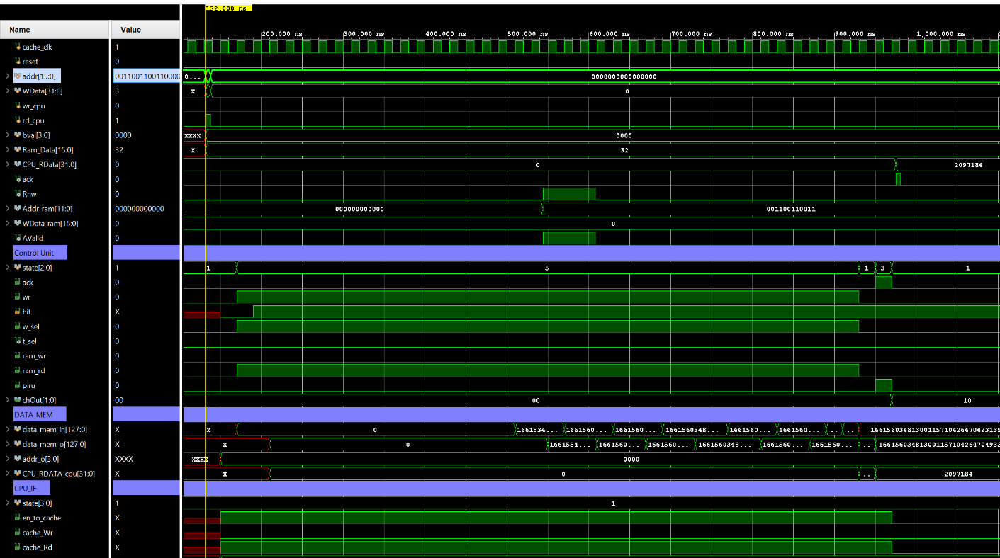 132.000 ns
Name Value
200.000 ns 300.000 ns 400.000 ns 500.000 ns 600.000 ns 700.000 ns 800.000 ns 900.000 ns 1,000.000 ns
cache_clk 1
reset 0
addr[15:0] 0011001100110000 0... 0000000000000000
WData[31:0] 3 X 0
wr_cpu 0
rd_cpu 1
bval[3:0] 0000 XXXX 0000
Ram_Data[15:0] 32 X 32
CPU_RData[31:0] 0 0 2097184
ack 0
Rnw 0
Addr_ram[11:0] 000000000000 000000000000 001100110011
WData_ram[15:0] 0 0
AValid 0
Control Unit
state[2:0] 1 1 5 1 3 1
ack 0
wr 0
hit X
w_sel 0
t_sel 0
ram_wr 0
ram_rd 0
plru 0
chOut[1:0] 00 00 10
DATA_MEM
data_mem_in[127:0] X X 0 1661534... 1661560... 1661560... 1661560348... 1661560... 1661560... .. .. 16615603481300115710426470493139
data_mem_o[127:0] X X 0 1661534... 1661560... 1661560... 1661560348... 1661560... 1661560... .. 166156034813001157104264704933
addr_o[3:0] XXXX XXXX 0000
CPU_RDATA_cpu[31:0] X X 0 .. 2097184
CPU_IF
state[3:0] 1 1
en_to_cache X
cache_Wr X
cache_Rd X